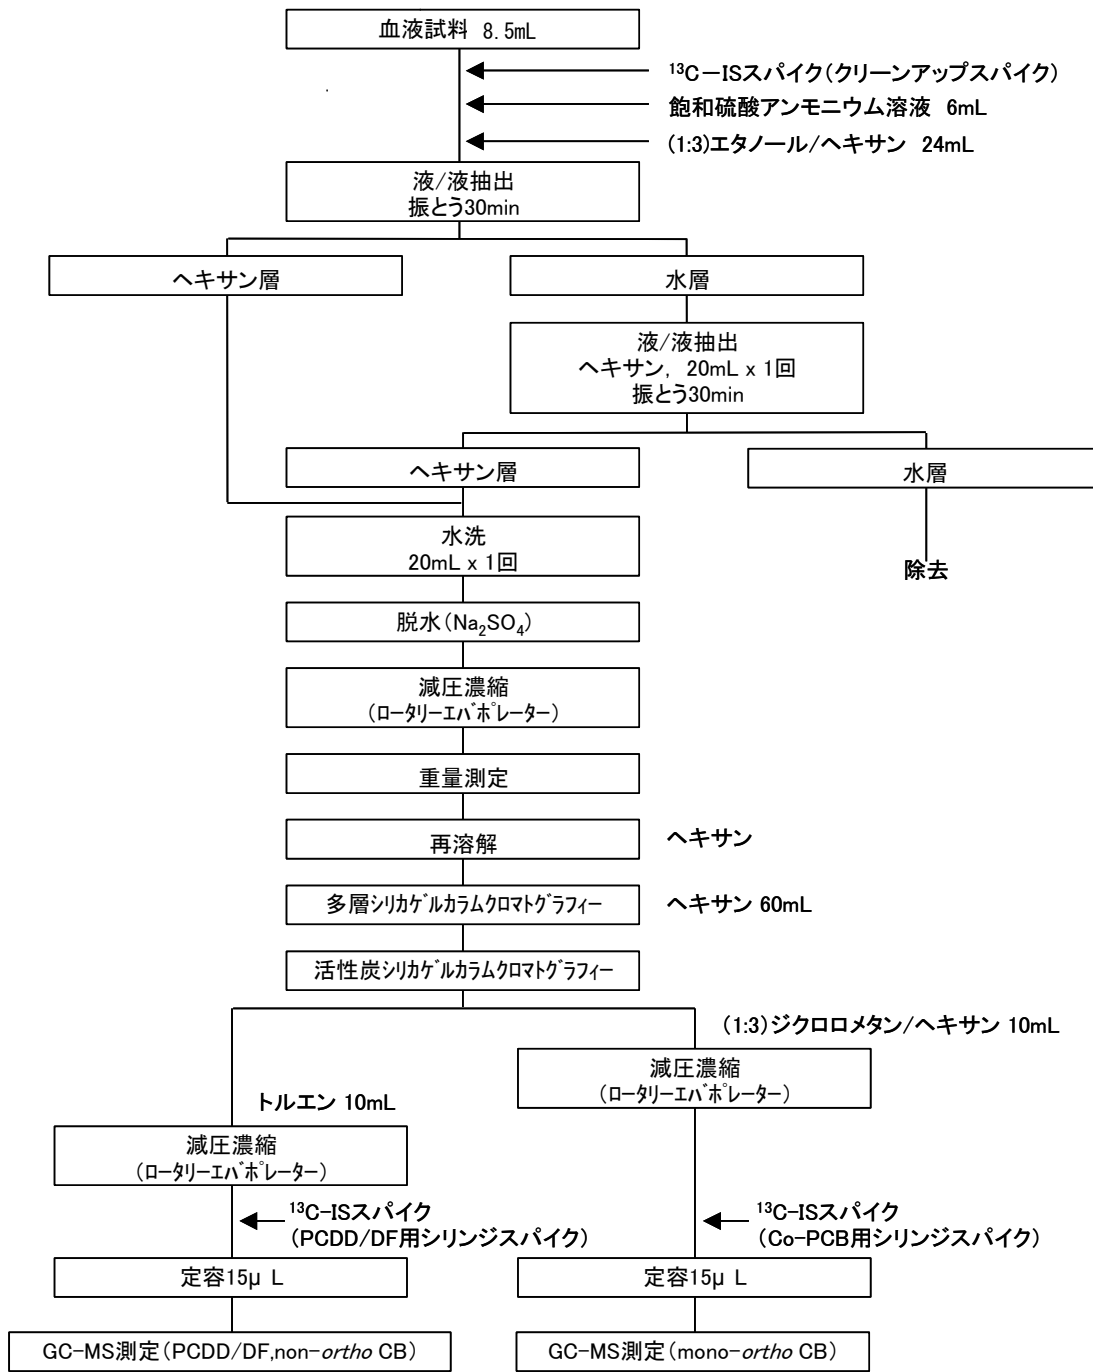 血液試料 8.5mL
¹³C－ISスパイク（クリーンアップスパイク）
飽和硫酸アンモニウム溶液 6mL
(1:3)エタノール/ヘキサン 24mL
液/液抽出
振とう30min
ヘキサン層
水層
液/液抽出
ヘキサン, 20mL x 1回
振とう30min
ヘキサン層
水層
水洗
20mL x 1回
除去
脱水（Na₂SO₄）
減圧濃縮
（ﾛｰﾀﾘｰｴﾊﾞﾎﾟﾚｰﾀｰ）
重量測定
再溶解
ヘキサン
多層ｼﾘｶｹﾞﾙｶﾗﾑｸﾛﾏﾄｸﾞﾗﾌｨｰ
ヘキサン 60mL
活性炭ｼﾘｶｹﾞﾙｶﾗﾑｸﾛﾏﾄｸﾞﾗﾌｨｰ
(1:3)ジクロロメタン/ヘキサン 10mL
減圧濃縮
（ﾛｰﾀﾘｰｴﾊﾞﾎﾟﾚｰﾀｰ）
トルエン 10mL
減圧濃縮
（ﾛｰﾀﾘｰｴﾊﾞﾎﾟﾚｰﾀｰ）
¹³C-ISスパイク
（PCDD/DF用シリンジスパイク）
¹³C-ISスパイク
（Co-PCB用シリンジスパイク）
定容15μ L
定容15μ L
GC-MS測定（PCDD/DF,non-ortho CB）
GC-MS測定（mono-ortho CB）